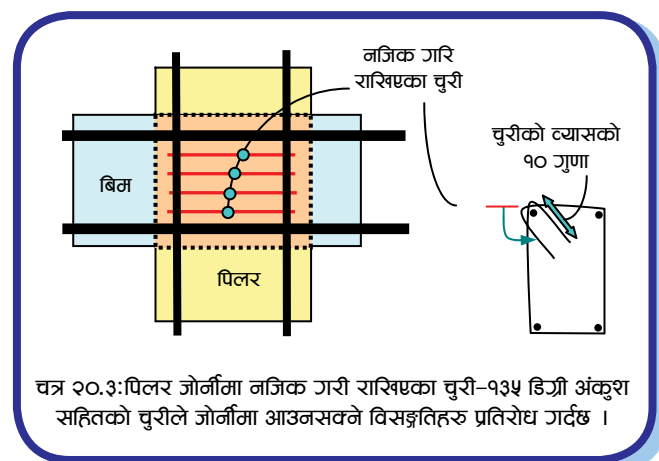 नजिक गरि
राखिएका चुरी
चुरीको व्यासको
१० गुणा
बिम
पिलर
चत्र २०.३:पिलर जोर्नीमा नजिक गरी राखिएका चुरी–१३५ डिग्री अंकुश
सहितको चुरीले जोर्नीमा आउनसक्ने विसङ्गतिहरु प्रतिरोध गर्दछ ।